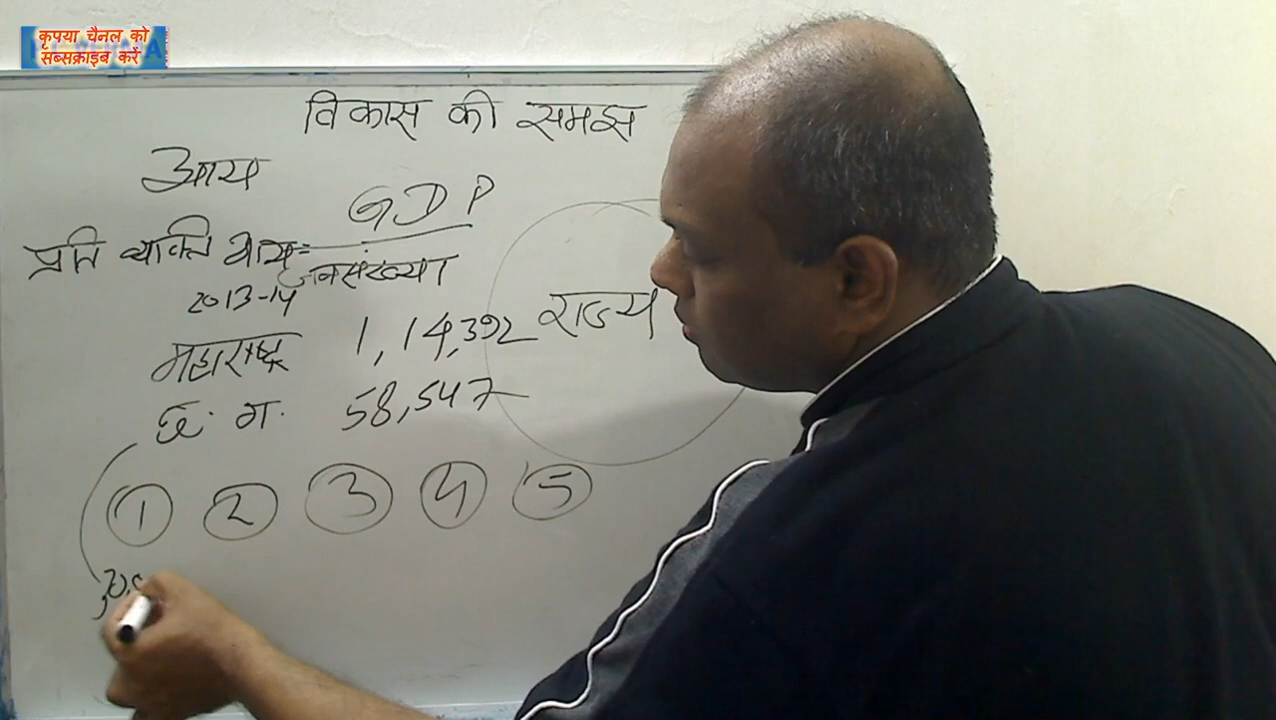 कृपया चैनल को
सब्सक्राइब करें
विकास की समझ
आय
प्रति व्यक्ति आय = GDP
जनसंख्या
2013-14
महाराष्ट्र 1,14,392 राज्य
छ. ग. 58,547
1 2 3 4 5